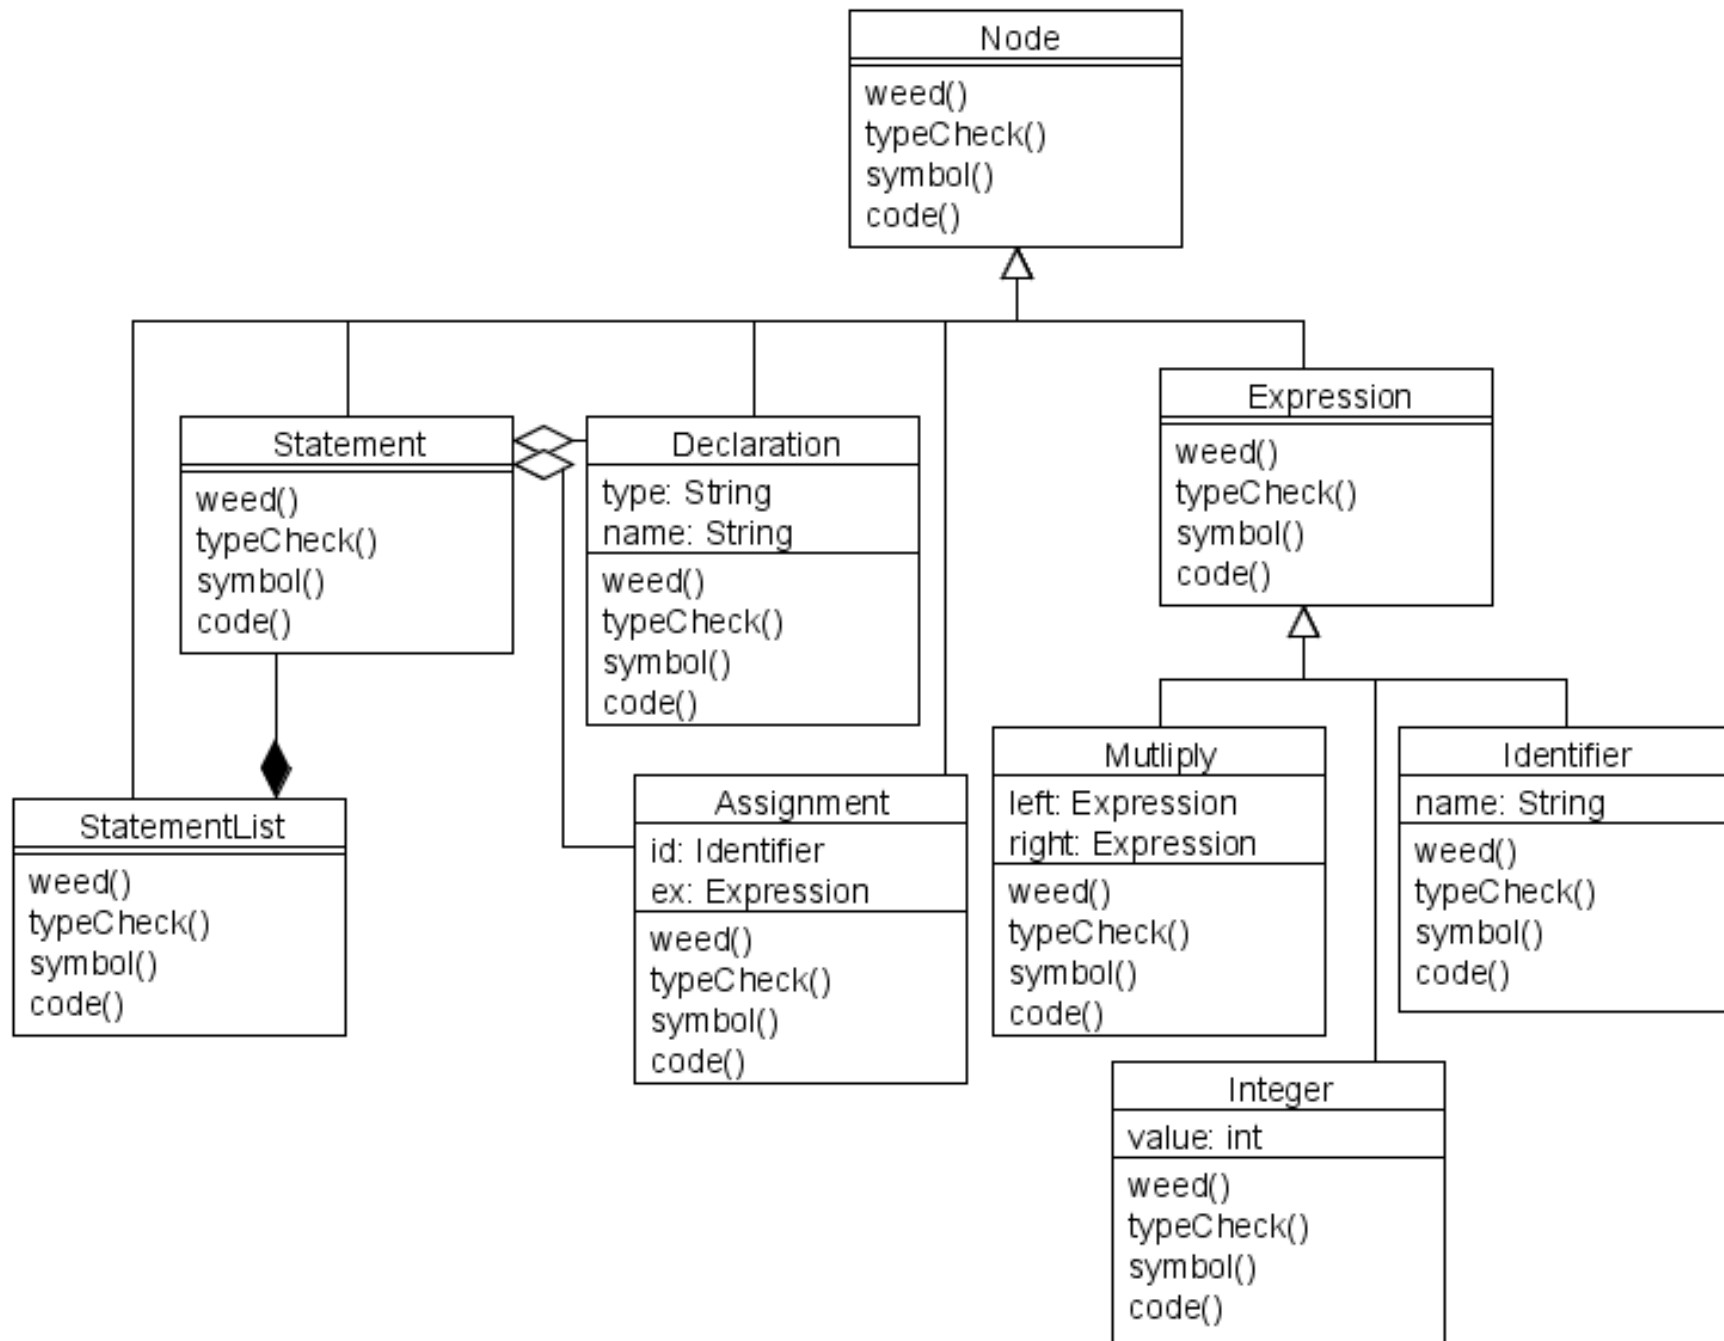 Node
weed()
typeCheck()
symbol()
code()
Statement
weed()
typeCheck()
symbol()
code()
Declaration
type: String
name: String
weed()
typeCheck()
symbol()
code()
Expression
weed()
typeCheck()
symbol()
code()
StatementList
weed()
typeCheck()
symbol()
code()
Assignment
id: Identifier
ex: Expression
weed()
typeCheck()
symbol()
code()
Mutliply
left: Expression
right: Expression
weed()
typeCheck()
symbol()
code()
Identifier
name: String
weed()
typeCheck()
symbol()
code()
Integer
value: int
weed()
typeCheck()
symbol()
code()